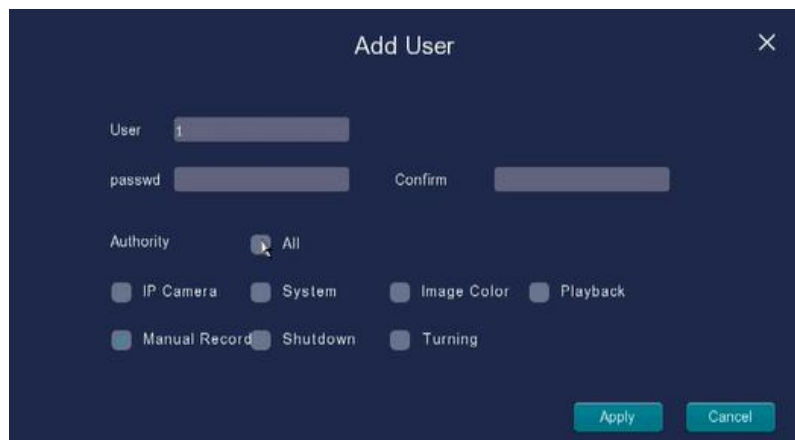 Add User
User 1
passwd Confirm
Authority All
IP Camera System Image Color Playback
Manual Record Shutdown Turning
Apply Cancel